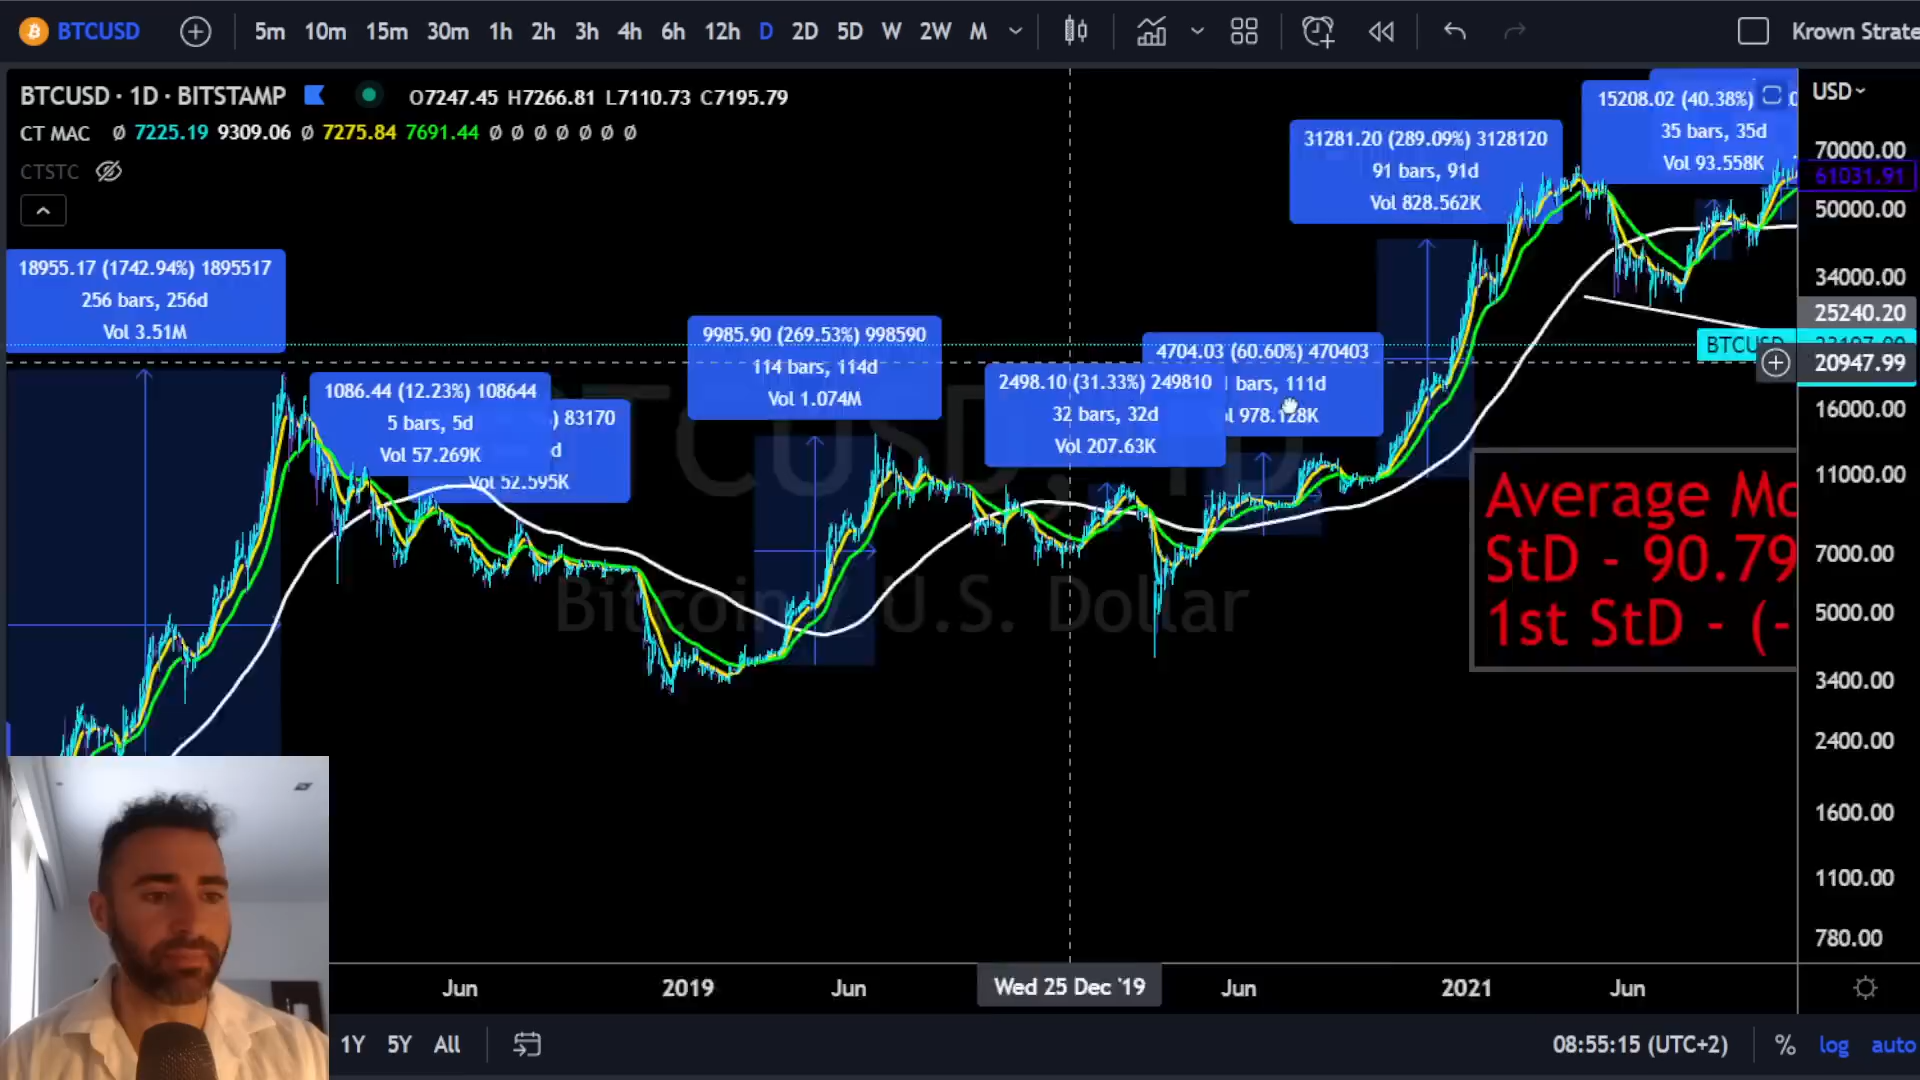 BTCUSD 5m 10m 15m 30m 1h 2h 3h 4h 6h 12h D 2D 5D W 2W M Krown Strate
BTCUSD · 1D · BITSTAMP O7247.45 H7266.81 L7110.73 C7195.79
CT MAC Ø 7225.19 9309.06 Ø 7275.84 7691.44 Ø Ø Ø Ø Ø Ø Ø
CTSTC
18955.17 (1742.94%) 1895517
256 bars, 256d
Vol 3.51M
1086.44 (12.23%) 108644
5 bars, 5d
Vol 57.269K
) 83170
d
Vol 52.595K
9985.90 (269.53%) 998590
114 bars, 114d
Vol 1.074M
2498.10 (31.33%) 249810
32 bars, 32d
Vol 207.63K
4704.03 (60.60%) 470403
bars, 111d
978.128K
31281.20 (289.09%) 3128120
91 bars, 91d
Vol 828.562K
15208.02 (40.38%)
35 bars, 35d
Vol 93.558K
BTCUSD, 1D
Bitcoin / U.S. Dollar
Average Mo
StD - 90.79
1st StD - (-
USD
70000.00
61031.91
50000.00
34000.00
25240.20
BTCUSD
20947.99
16000.00
11000.00
7000.00
5000.00
3400.00
2400.00
1600.00
1100.00
780.00
Jun 2019 Jun Wed 25 Dec '19 Jun 2021 Jun
1Y 5Y All 08:55:15 (UTC+2) % log auto